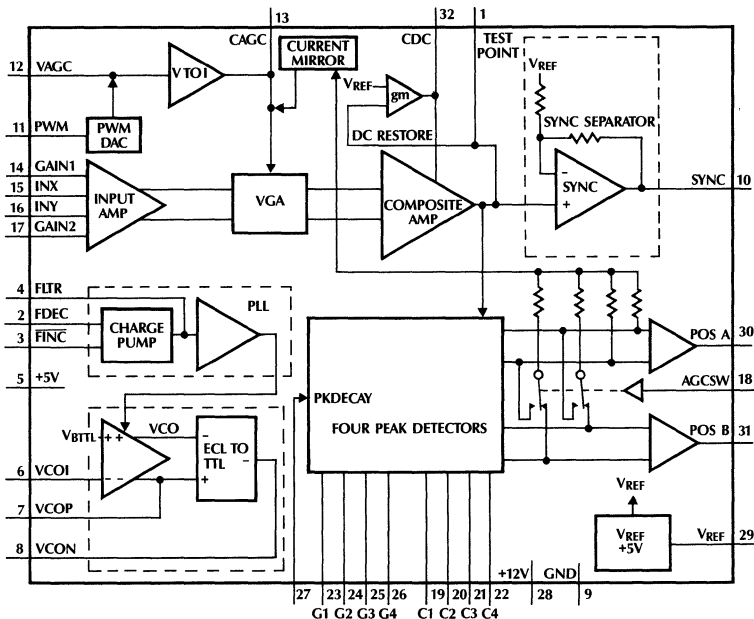 13 32 1
CAGC CURRENT MIRROR CDC TEST POINT
12 VAGC V TO I
VREF gm
VREF
11 PWM PWM DAC
DC RESTORE
SYNC SEPARATOR
14 GAIN1
15 INX
16 INY
17 GAIN2
INPUT AMP
VGA
COMPOSITE AMP
- SYNC +
SYNC 10
4 FLTR
2 FDEC
3 FINC
CHARGE PUMP
PLL
5 +5V
PKDECAY
FOUR PEAK DETECTORS
POS A 30
AGCSW 18
POS B 31
VBTTL + +
VCO -
ECL TO TTL -
6 VCOI - - +
7 VCOP
8 VCON
VREF
VREF +5V
VREF 29
+12V GND
27 23 24 25 26 19 20 21 22 28 9
G1 G2 G3 G4 C1 C2 C3 C4